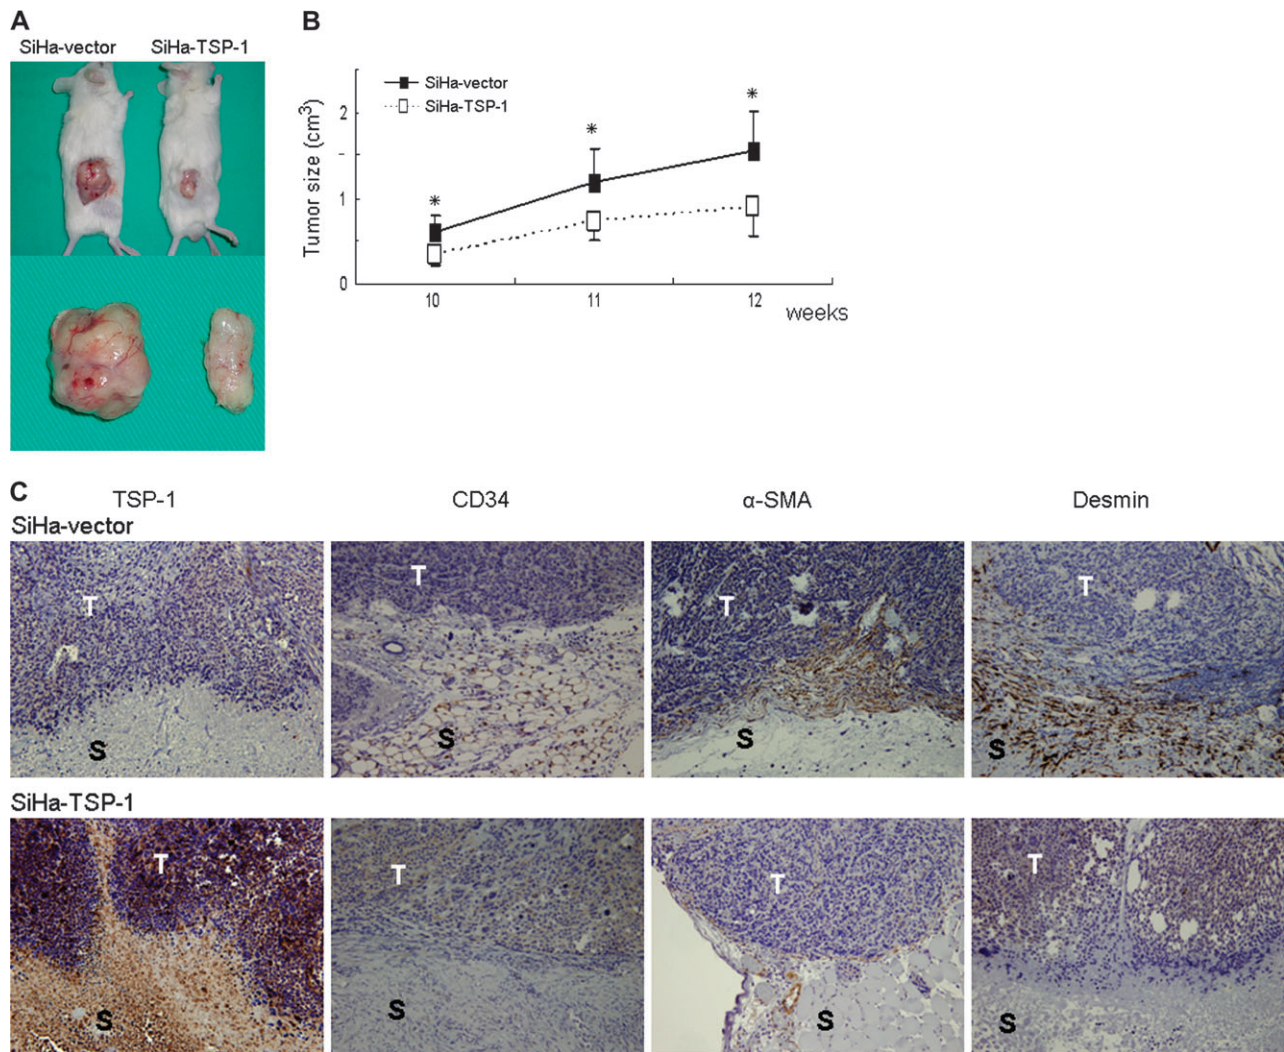 A
SiHa-vector SiHa-TSP-1
B
SiHa-vector
SiHa-TSP-1
Tumor size (cm3)
2
1
0
* * *
10 11 12
weeks
C
TSP-1 CD34 α-SMA Desmin
SiHa-vector
T T T T
S S S S
SiHa-TSP-1
T T T T
S S S S